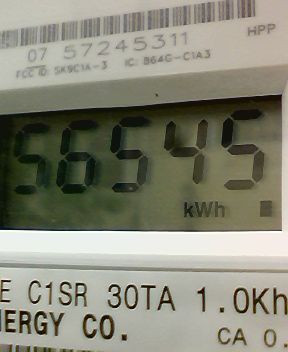 HPP
07 57245311
FCC ID: SK9C1A-3 IC: 864G-C1A3
56545
kWh
E C1SR 30TA 1.0Kh
NERGY CO.
CA 0.